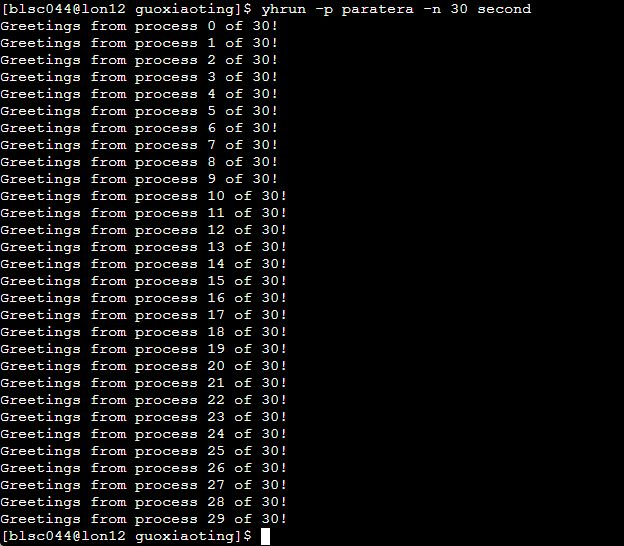 [blsc044@lon12 guoxiaoting]$ yhrun -p paratera -n 30 second
Greetings from process 0 of 30!
Greetings from process 1 of 30!
Greetings from process 2 of 30!
Greetings from process 3 of 30!
Greetings from process 4 of 30!
Greetings from process 5 of 30!
Greetings from process 6 of 30!
Greetings from process 7 of 30!
Greetings from process 8 of 30!
Greetings from process 9 of 30!
Greetings from process 10 of 30!
Greetings from process 11 of 30!
Greetings from process 12 of 30!
Greetings from process 13 of 30!
Greetings from process 14 of 30!
Greetings from process 15 of 30!
Greetings from process 16 of 30!
Greetings from process 17 of 30!
Greetings from process 18 of 30!
Greetings from process 19 of 30!
Greetings from process 20 of 30!
Greetings from process 21 of 30!
Greetings from process 22 of 30!
Greetings from process 23 of 30!
Greetings from process 24 of 30!
Greetings from process 25 of 30!
Greetings from process 26 of 30!
Greetings from process 27 of 30!
Greetings from process 28 of 30!
Greetings from process 29 of 30!
[blsc044@lon12 guoxiaoting]$